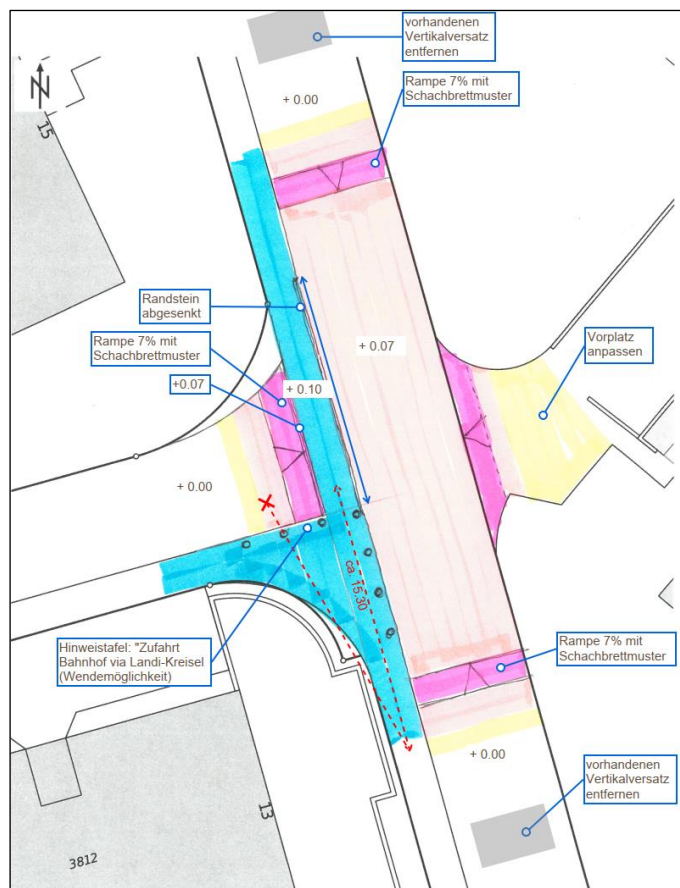 vorhandenen
Vertikalversatz
entfernen
N
+ 0.00
Rampe 7% mit
Schachbrettmuster
15
Randstein
abgesenkt
Rampe 7% mit
Schachbrettmuster
+ 0.07
Vorplatz
anpassen
+0.07
+ 0.10
+ 0.00
ca. 15.30
Hinweistafel: "Zufahrt
Bahnhof via Landi-Kreisel
(Wendemöglichkeit)
Rampe 7% mit
Schachbrettmuster
+ 0.00
vorhandenen
Vertikalversatz
entfernen
13
3812